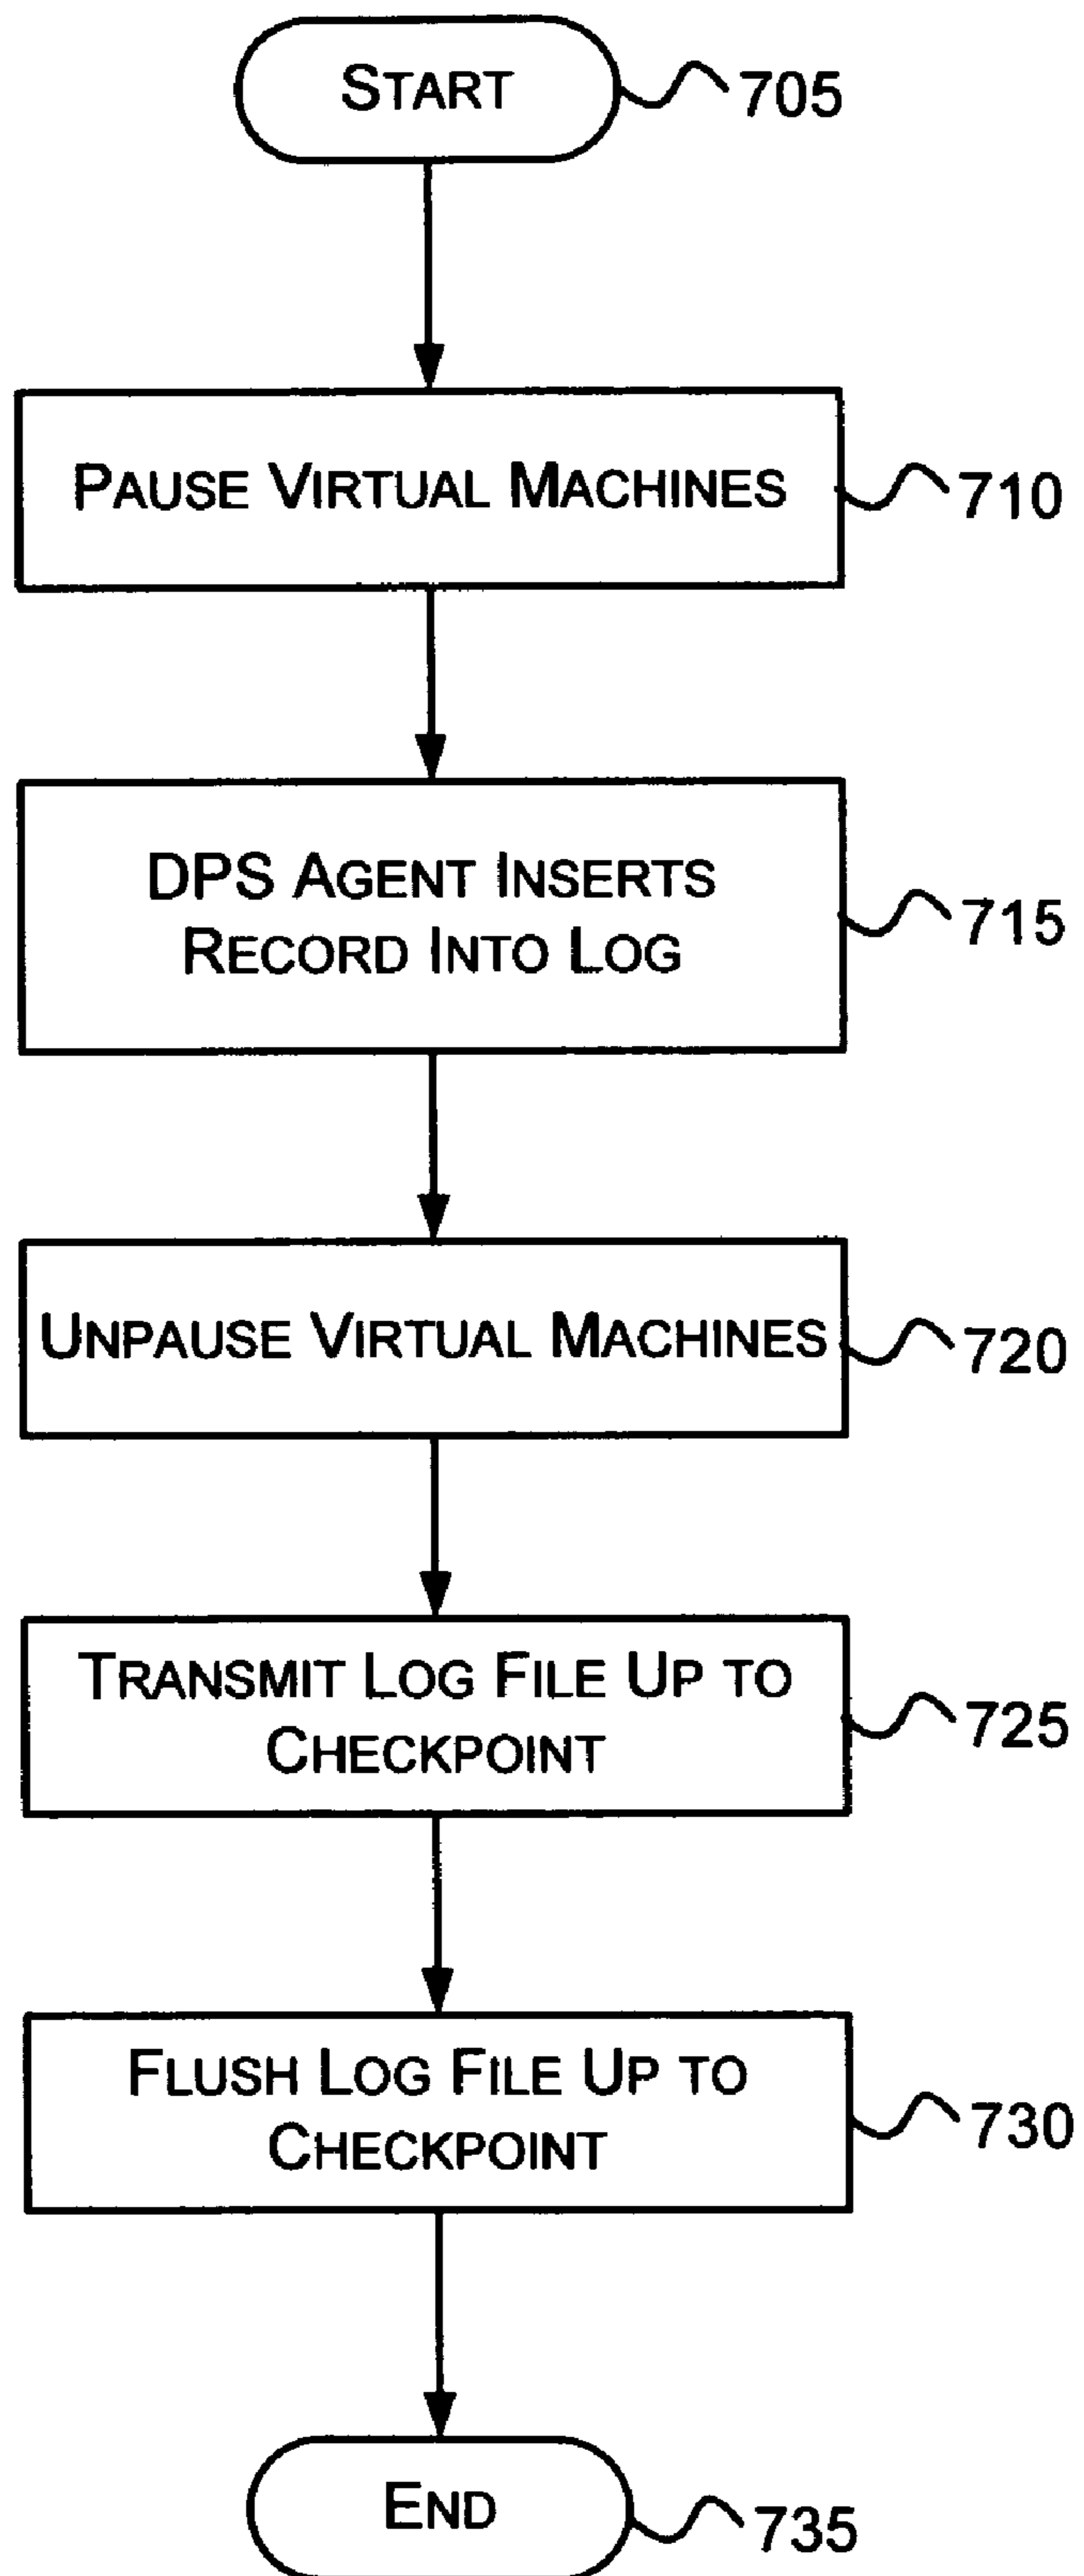 START
705
PAUSE VIRTUAL MACHINES
710
DPS AGENT INSERTS
RECORD INTO LOG
715
UNPAUSE VIRTUAL MACHINES
720
TRANSMIT LOG FILE UP TO
CHECKPOINT
725
FLUSH LOG FILE UP TO
CHECKPOINT
730
END
735